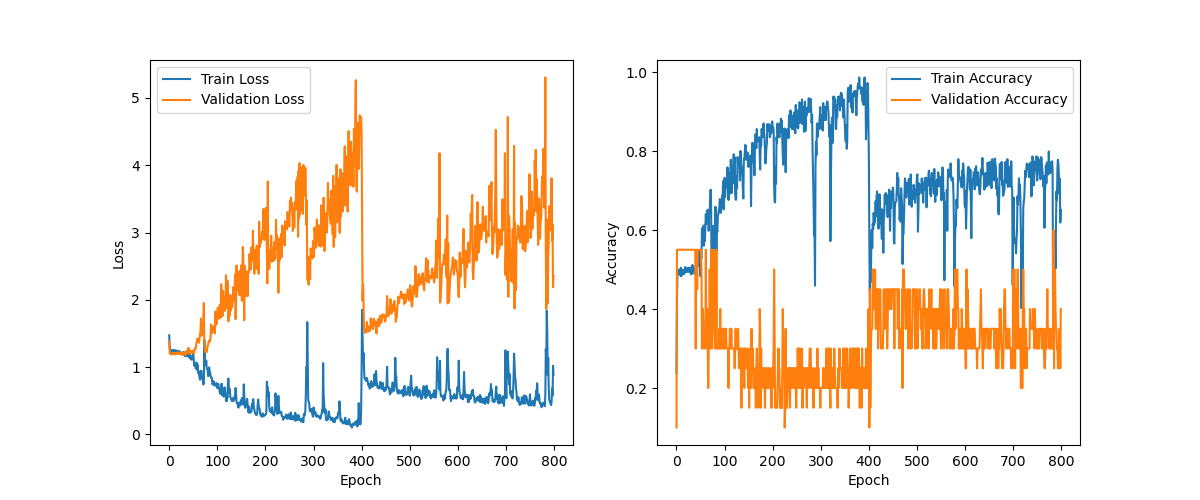 Train Loss
Validation Loss
Loss
5
4
3
2
1
0
0 100 200 300 400 500 600 700 800
Epoch
Train Accuracy
Validation Accuracy
Accuracy
1.0
0.8
0.6
0.4
0.2
0 100 200 300 400 500 600 700 800
Epoch